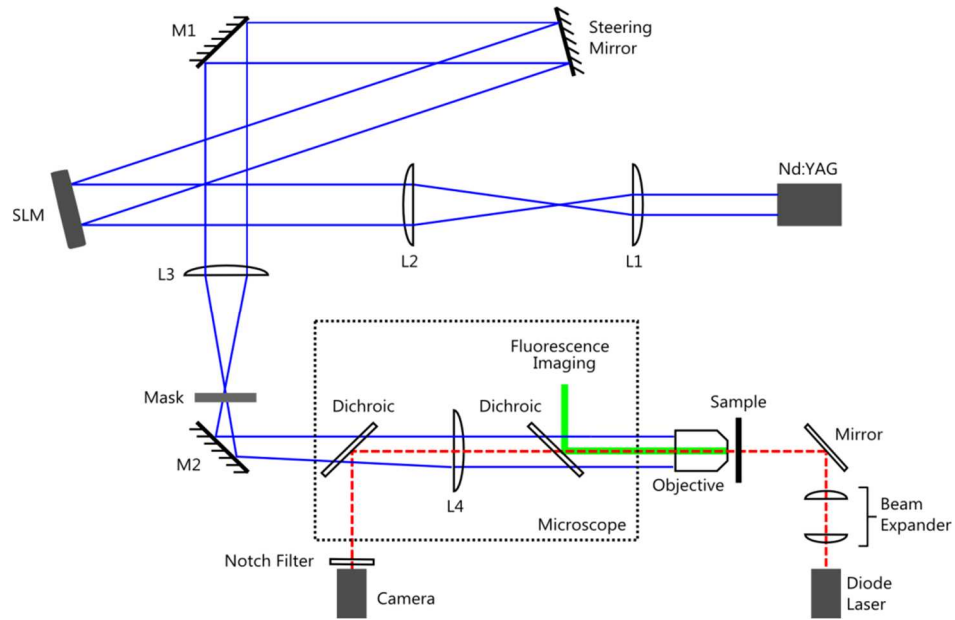 M1
Steering
Mirror
Nd:YAG
SLM
L2
L1
L3
Fluorescence
Imaging
Mask
Dichroic
Dichroic
Sample
Mirror
M2
L4
Objective
Beam
Expander
Microscope
Notch Filter
Camera
Diode
Laser